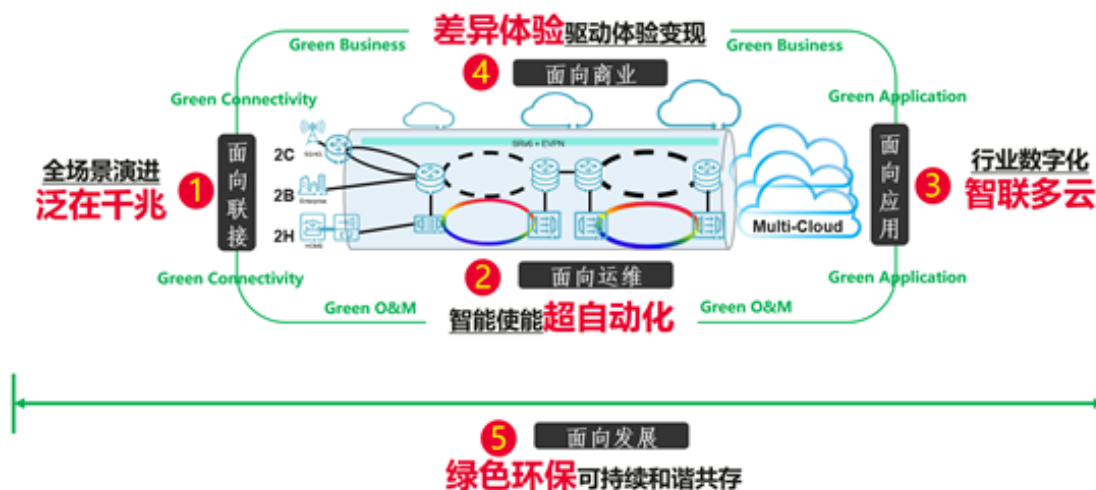 差异体验驱动体验变现
Green Business
Green Business
4
面向商业
Green Connectivity
Green Application
SRv6 + EVPN
5G/4G
2C
全场景演进
泛在千兆
1
面向联接
2B
Enterprise
2H
HOME
Multi-Cloud
面向应用
3
行业数字化
智联多云
2
面向运维
Green Connectivity
Green Application
Green O&M
Green O&M
智能使能超自动化
5
面向发展
绿色环保可持续和谐共存